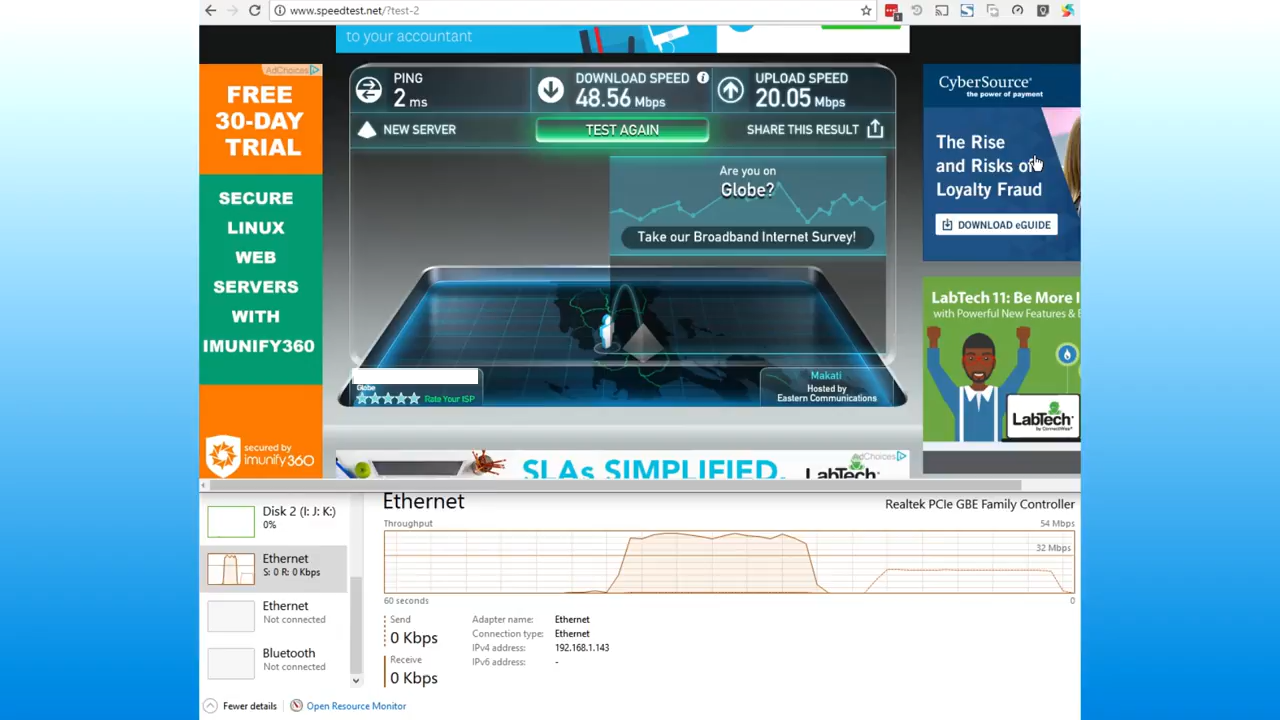 www.speedtest.net/?test-2
1
to your accountant
AdChoices
FREE
30-DAY
TRIAL
SECURE
LINUX
WEB
SERVERS
WITH
IMUNIFY360
secured by
imunify360
PING
2 ms
DOWNLOAD SPEED
48.56 Mbps
UPLOAD SPEED
20.05 Mbps
NEW SERVER
TEST AGAIN
SHARE THIS RESULT
Are you on
Globe?
Take our Broadband Internet Survey!
Globe
Rate Your ISP
Makati
Hosted by
Eastern Communications
SLAs SIMPLIFIED.
LabTech
AdChoices
CyberSource
the power of payment
The Rise
and Risks of
Loyalty Fraud
DOWNLOAD eGUIDE
LabTech 11: Be More
with Powerful New Features &
LabTech
by ConnectWise
Disk 2 (I: J: K:)
0%
Ethernet
S: 0 R: 0 Kbps
Ethernet
Not connected
Bluetooth
Not connected
Fewer details
Open Resource Monitor
Ethernet
Realtek PCIe GBE Family Controller
Throughput
54 Mbps
32 Mbps
60 seconds
0
Send
0 Kbps
Receive
0 Kbps
Adapter name: Ethernet
Connection type: Ethernet
IPv4 address: 192.168.1.143
IPv6 address: -